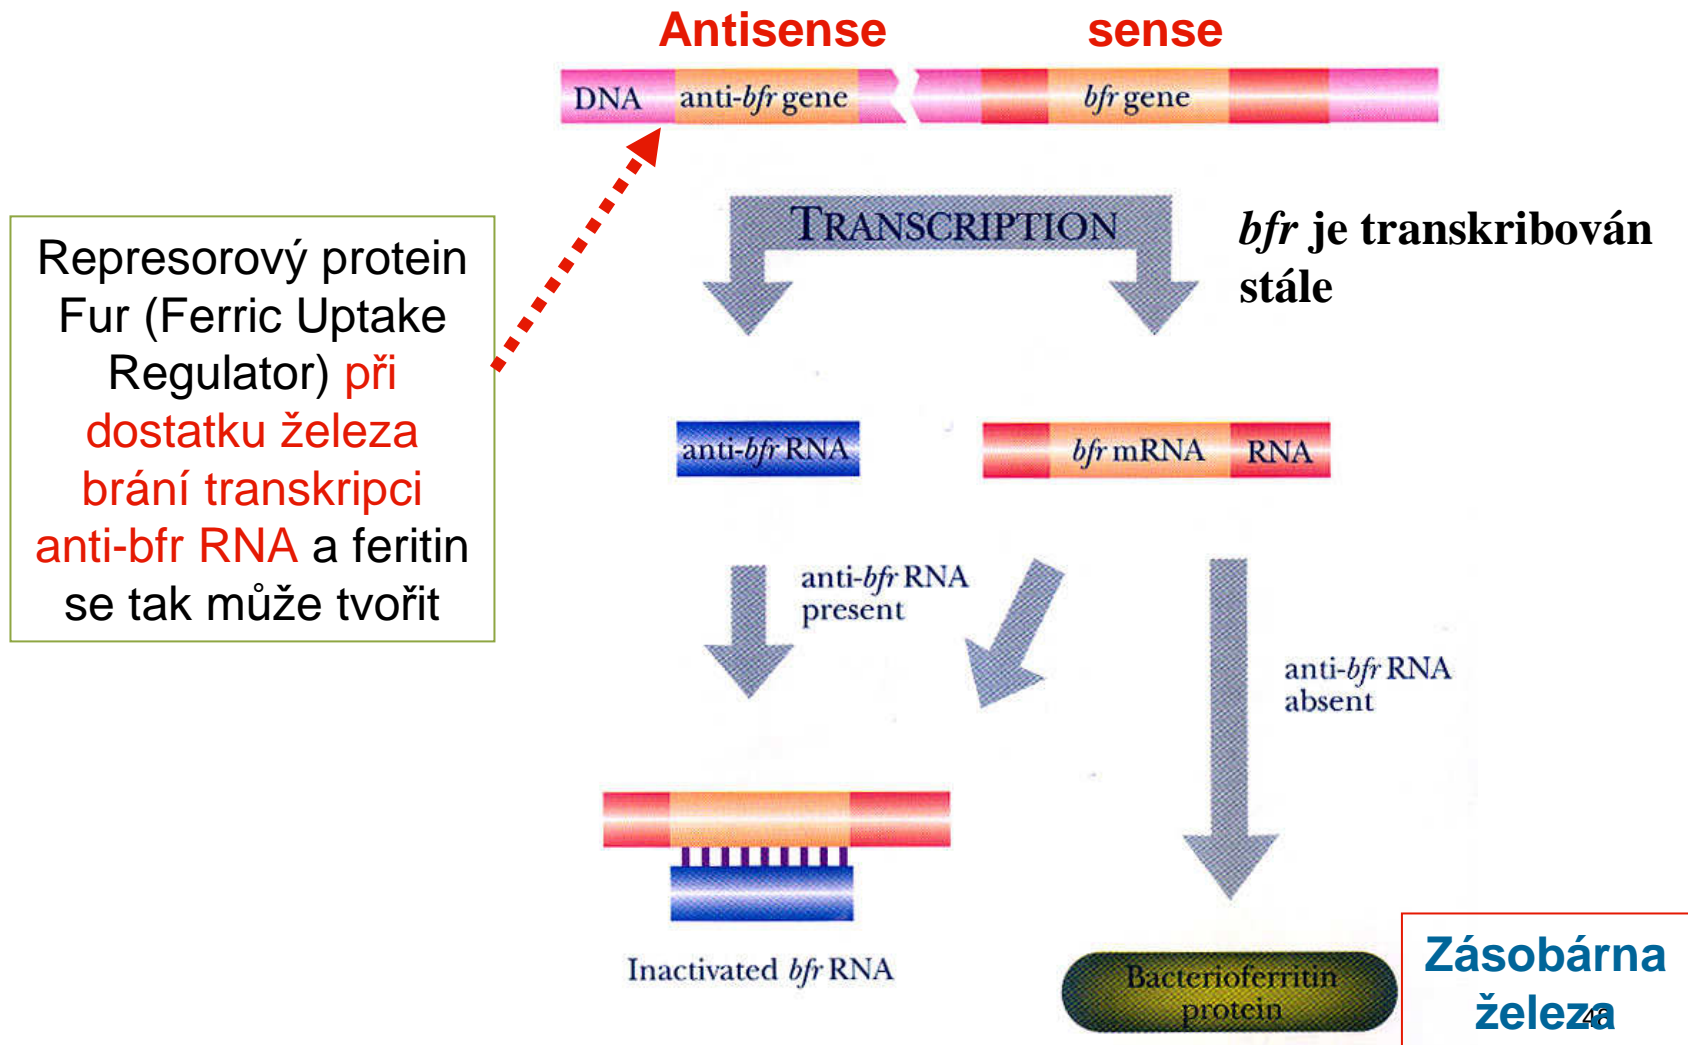 Antisense sense
DNA anti-bfr gene bfr gene
TRANSCRIPTION
bfr je transkribován
stále
Represorový protein
Fur (Ferric Uptake
Regulator) při
dostatku železa
brání transkripci
anti-bfr RNA a feritin
se tak může tvořit
anti-bfr RNA
bfr mRNA RNA
anti-bfr RNA
present
anti-bfr RNA
absent
Inactivated bfr RNA
Bacterioferritin
protein
Zásobárna
železa